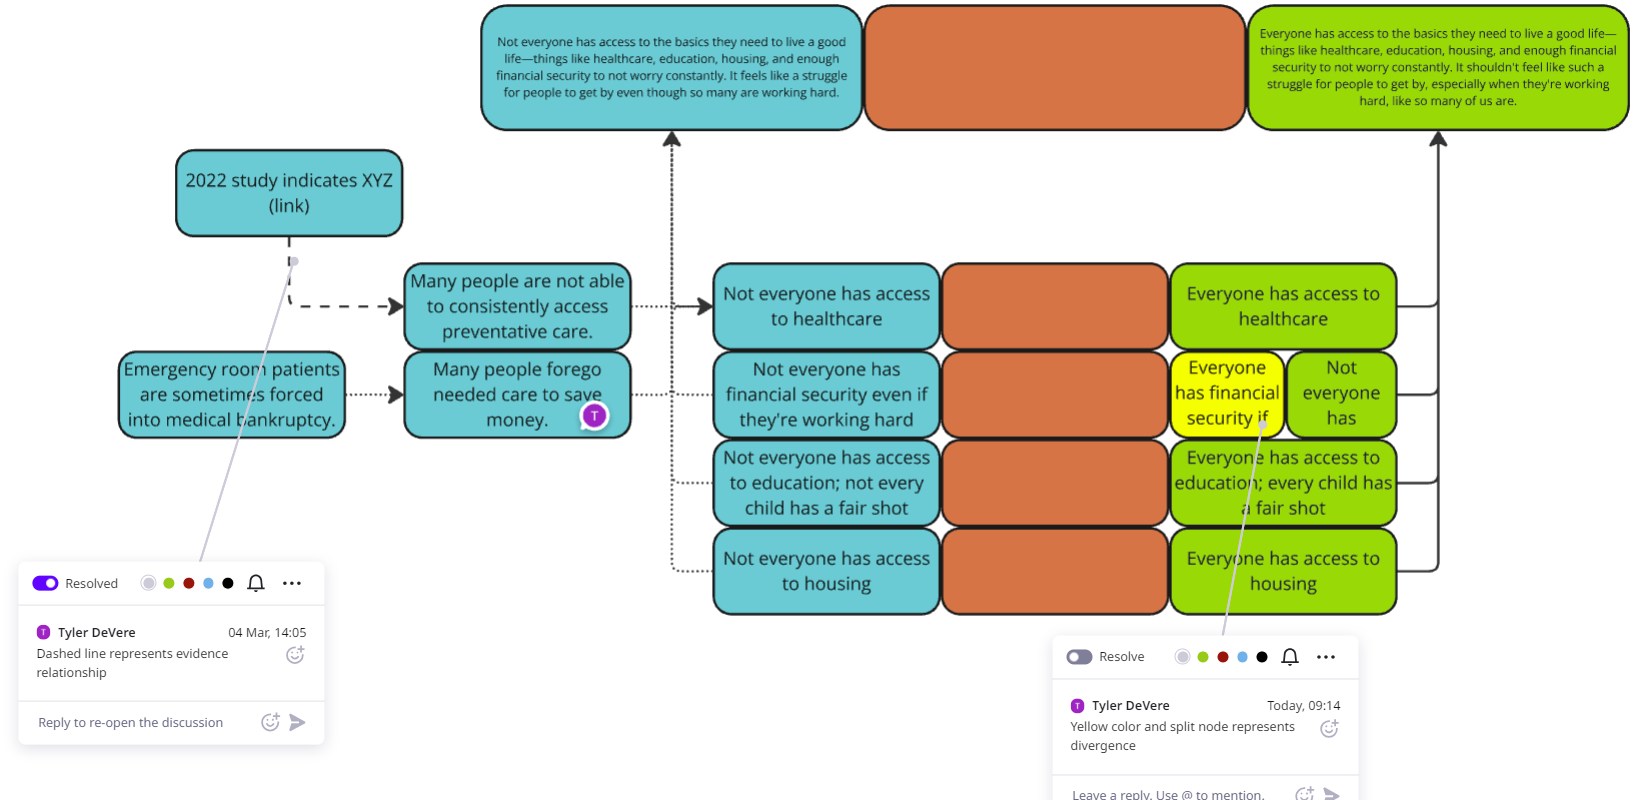 Not everyone has access to the basics they need to live a good
life—things like healthcare, education, housing, and enough
financial security to not worry constantly. It feels like a struggle
for people to get by even though so many are working hard.
Everyone has access to the basics they need to live a good life—
things like healthcare, education, housing, and enough financial
security to not worry constantly. It shouldn't feel like such a
struggle for people to get by, especially when they're working
hard, like so many of us are.
2022 study indicates XYZ
(link)
Many people are not able
to consistently access
preventative care.
Not everyone has access
to healthcare
Everyone has access to
healthcare
Emergency room patients
are sometimes forced
into medical bankruptcy.
Many people forego
needed care to save
money.
T
Not everyone has
financial security even if
they're working hard
Everyone
has financial
security if
Not
everyone
has
Not everyone has access
to education; not every
child has a fair shot
Everyone has access to
education; every child has
a fair shot
Not everyone has access
to housing
Everyone has access to
housing
Resolved
T Tyler DeVere 04 Mar, 14:05
Dashed line represents evidence
relationship
Reply to re-open the discussion
Resolve
T Tyler DeVere Today, 09:14
Yellow color and split node represents
divergence
Leave a reply. Use @ to mention.